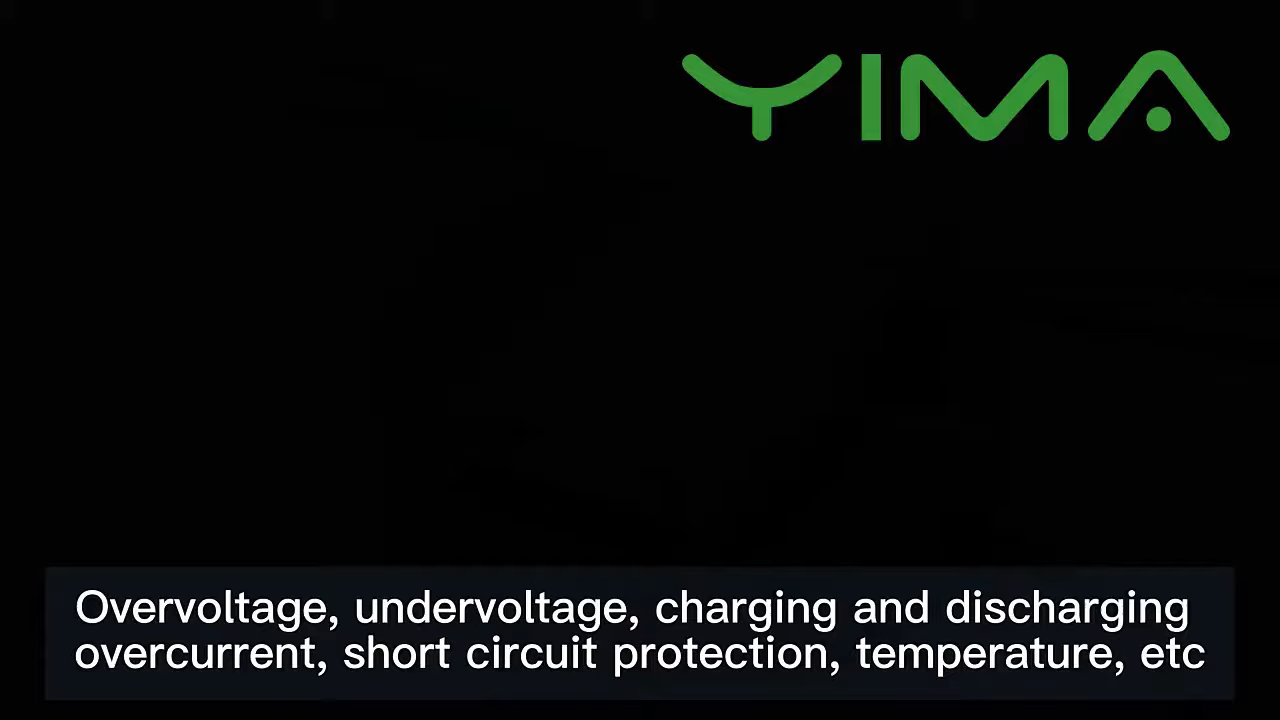 YIMA
Overvoltage, undervoltage, charging and discharging
overcurrent, short circuit protection, temperature, etc